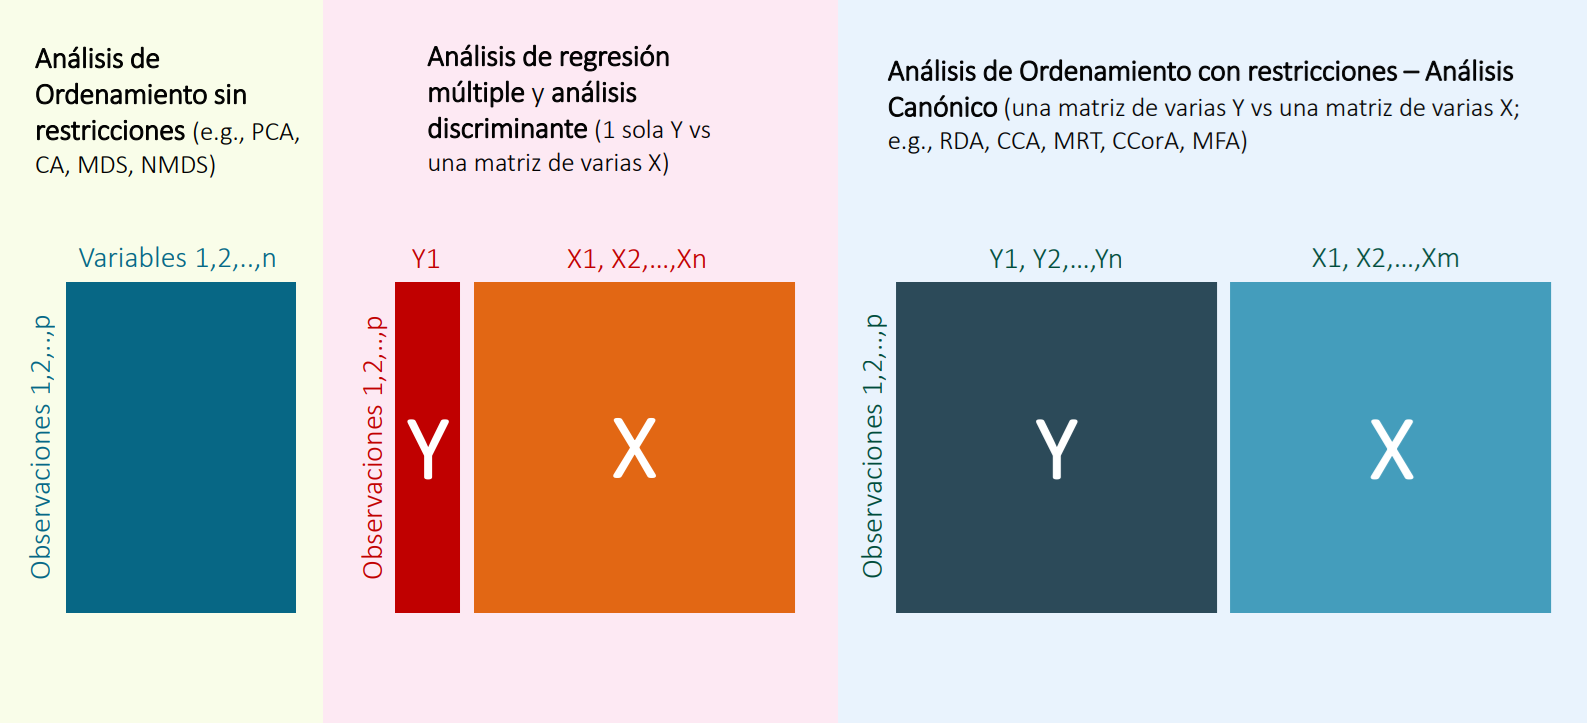 Análisis de
Ordenamiento sin
restricciones (e.g., PCA,
CA, MDS, NMDS)
Variables 1,2,..,n
Observaciones 1,2,..,p
Análisis de regresión
múltiple y análisis
discriminante (1 sola Y vs
una matriz de varias X)
Y1
X1, X2,...,Xn
Observaciones 1,2,..,p
Y
X
Análisis de Ordenamiento con restricciones – Análisis
Canónico (una matriz de varias Y vs una matriz de varias X;
e.g., RDA, CCA, MRT, CCorA, MFA)
Y1, Y2,...,Yn
X1, X2,...,Xm
Observaciones 1,2,..,p
Y
X